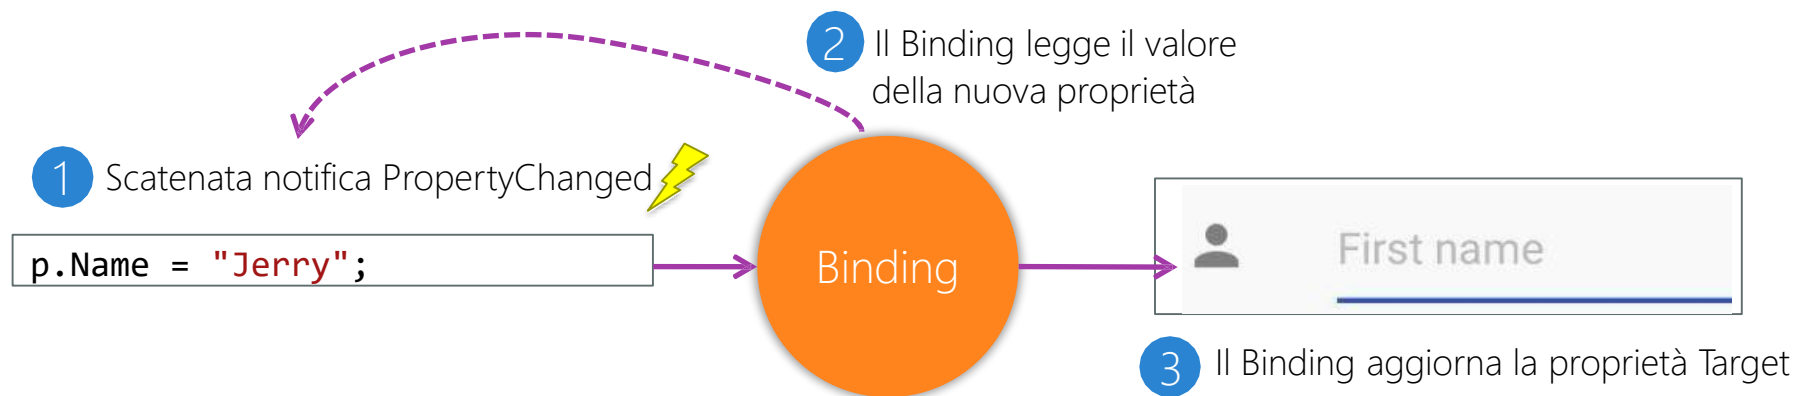 2 Il Binding legge il valore
della nuova proprietà
1 Scatenata notifica PropertyChanged
p.Name = "Jerry";
Binding
First name
3 Il Binding aggiorna la proprietà Target